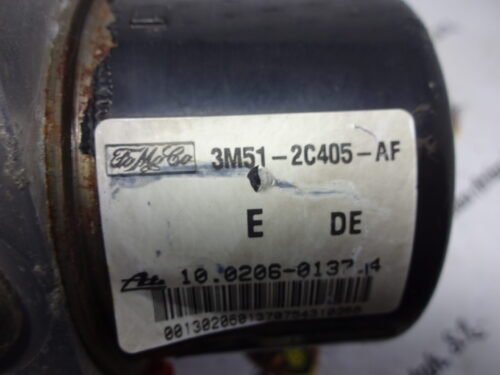 FoMoCo 3M51-2C405-AF
E DE
Ate 10.0206-0137.4